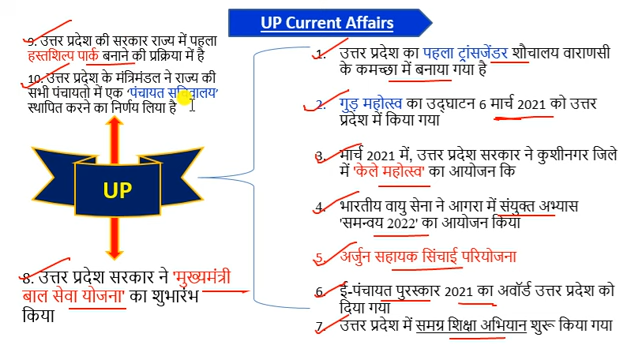 UP Current Affairs
9. उत्तर प्रदेश की सरकार राज्य में पहला
हस्तशिल्प पार्क बनाने की प्रक्रिया में है
10. उत्तर प्रदेश के मंत्रिमंडल ने राज्य की
सभी पंचायतो में एक ‘पंचायत सचिवालय’
स्थापित करने का निर्णय लिया है
UP
8. उत्तर प्रदेश सरकार ने 'मुख्यमंत्री
बाल सेवा योजना' का शुभारंभ
किया
1. उत्तर प्रदेश का पहला ट्रांसजेंडर शौचालय वाराणसी
के कमच्छा में बनाया गया है
2. गुड़ महोत्सव का उद्घाटन 6 मार्च 2021 को उत्तर
प्रदेश में किया गया
3. मार्च 2021 में, उत्तर प्रदेश सरकार ने कुशीनगर जिले
में 'केले महोत्सव' का आयोजन कि
4. भारतीय वायु सेना ने आगरा में संयुक्त अभ्यास
'समन्वय 2022' का आयोजन किया
5. अर्जुन सहायक सिंचाई परियोजना
6. ई-पंचायत पुरस्कार 2021 का अवॉर्ड उत्तर प्रदेश को
दिया गया
7. उत्तर प्रदेश में समग्र शिक्षा अभियान शुरू किया गया